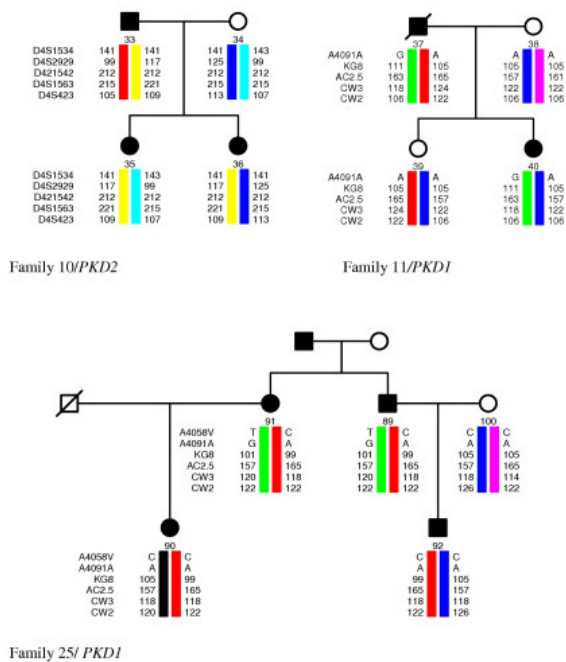 33 34
D4S1534 141 141 141 143
D4S2929 99 117 125 99
D421542 212 212 212 212
D4S1563 215 221 215 215
D4S423 105 109 113 107
35 36
D4S1534 141 143 141 141
D4S2929 117 99 117 125
D421542 212 212 212 212
D4S1563 221 215 221 215
D4S423 109 107 109 113
Family 10/PKD2
37 38
A4091A G A A A
KG8 111 105 105 105
AC2.5 163 165 157 161
CW3 118 124 122 122
CW2 106 122 106 106
39 40
A4091A A A G A
KG8 105 105 111 105
AC2.5 165 157 163 157
CW3 124 122 118 122
CW2 122 106 106 106
Family 11/PKD1
91 89 100
A4058V T C T C C C
A4091A G A G A A A
KG8 101 99 101 99 105 105
AC2.5 157 165 157 165 157 165
CW3 120 118 120 118 118 114
CW2 122 122 122 122 126 122
90 92
A4058V C C C C
A4091A A A A A
KG8 105 99 99 105
AC2.5 157 165 165 157
CW3 118 118 118 118
CW2 120 122 122 126
Family 25/ PKD1